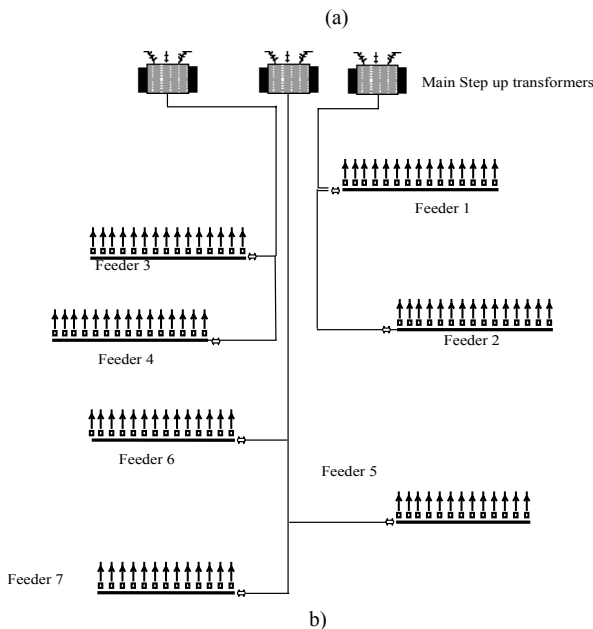 (a)
Main Step up transformers
Feeder 1
Feeder 3
Feeder 2
Feeder 4
Feeder 6
Feeder 5
Feeder 7
b)